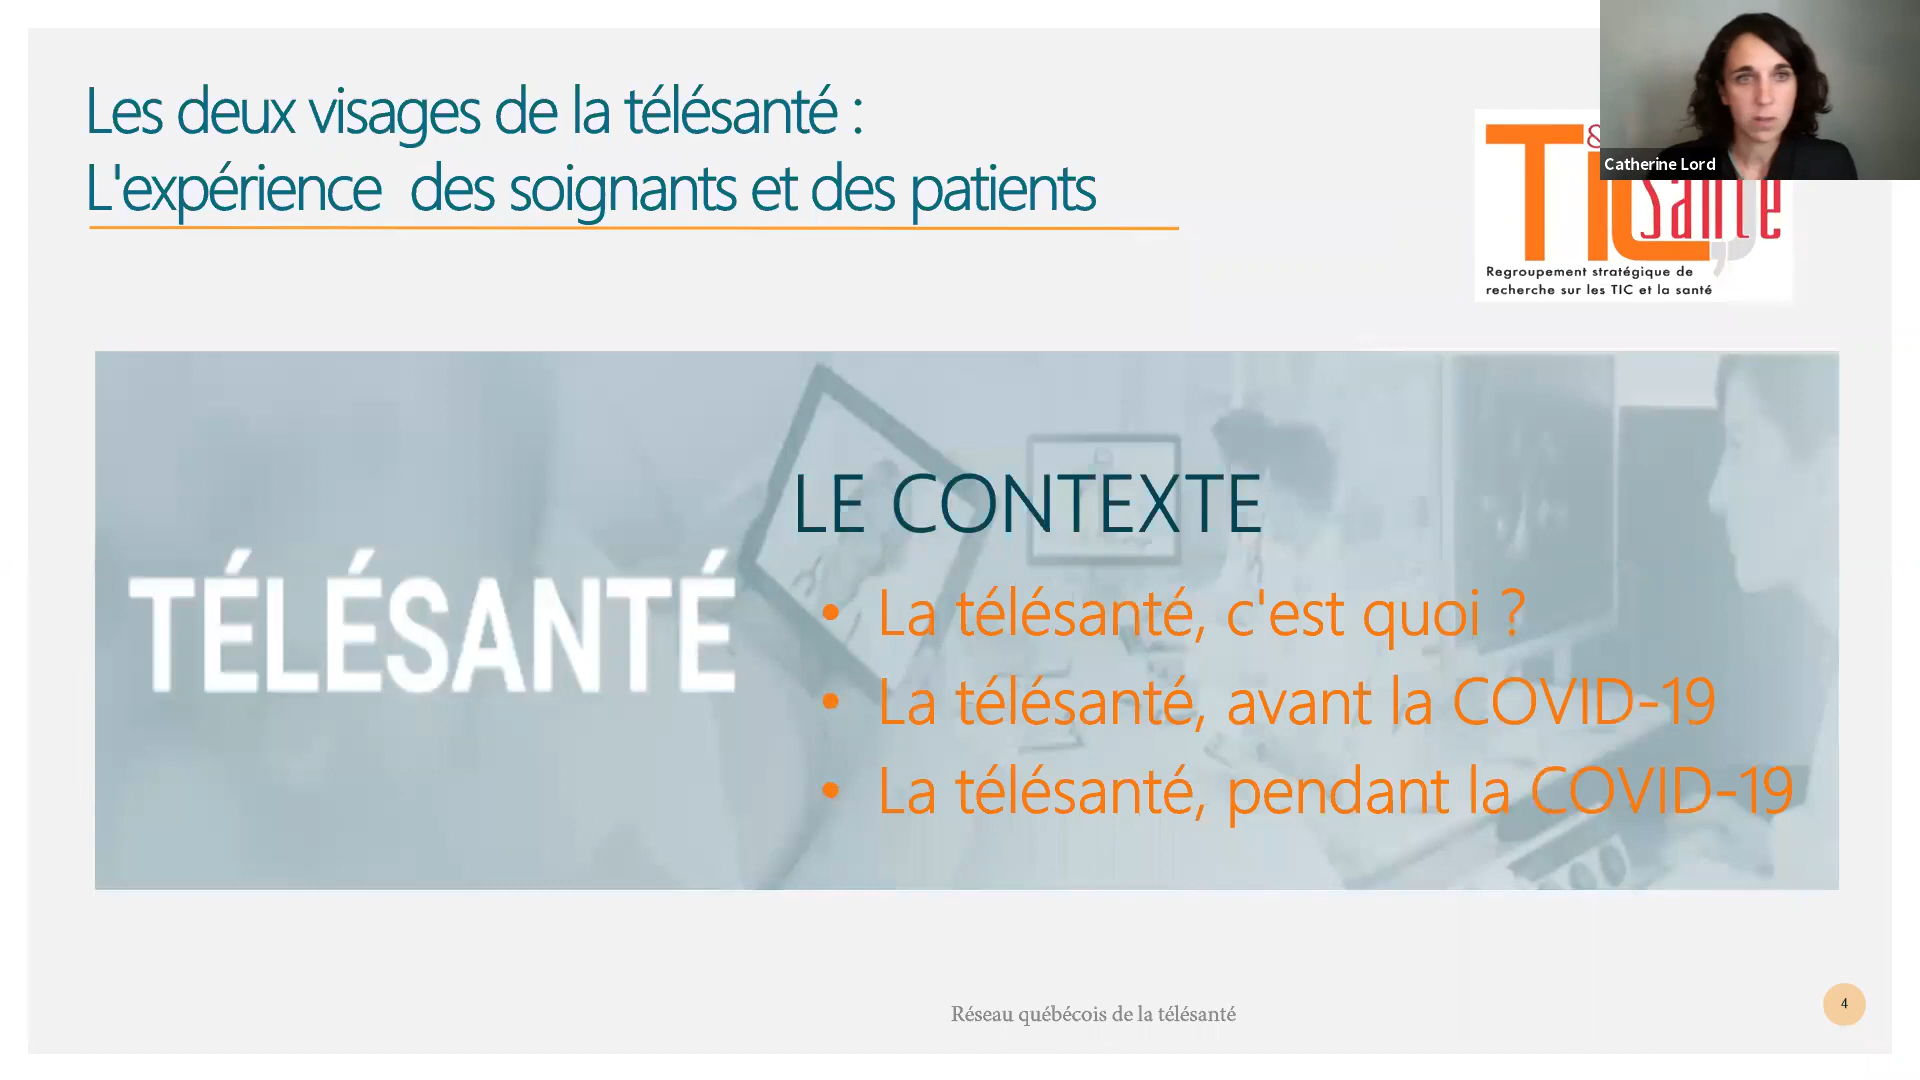 Les deux visages de la télésanté :
L'expérience des soignants et des patients
Catherine Lord
TIC
&
santé
Regroupement stratégique de
recherche sur les TIC et la santé
LE CONTEXTE
TÉLÉSANTÉ
• La télésanté, c'est quoi ?
• La télésanté, avant la COVID-19
• La télésanté, pendant la COVID-19
Réseau québécois de la télésanté
4